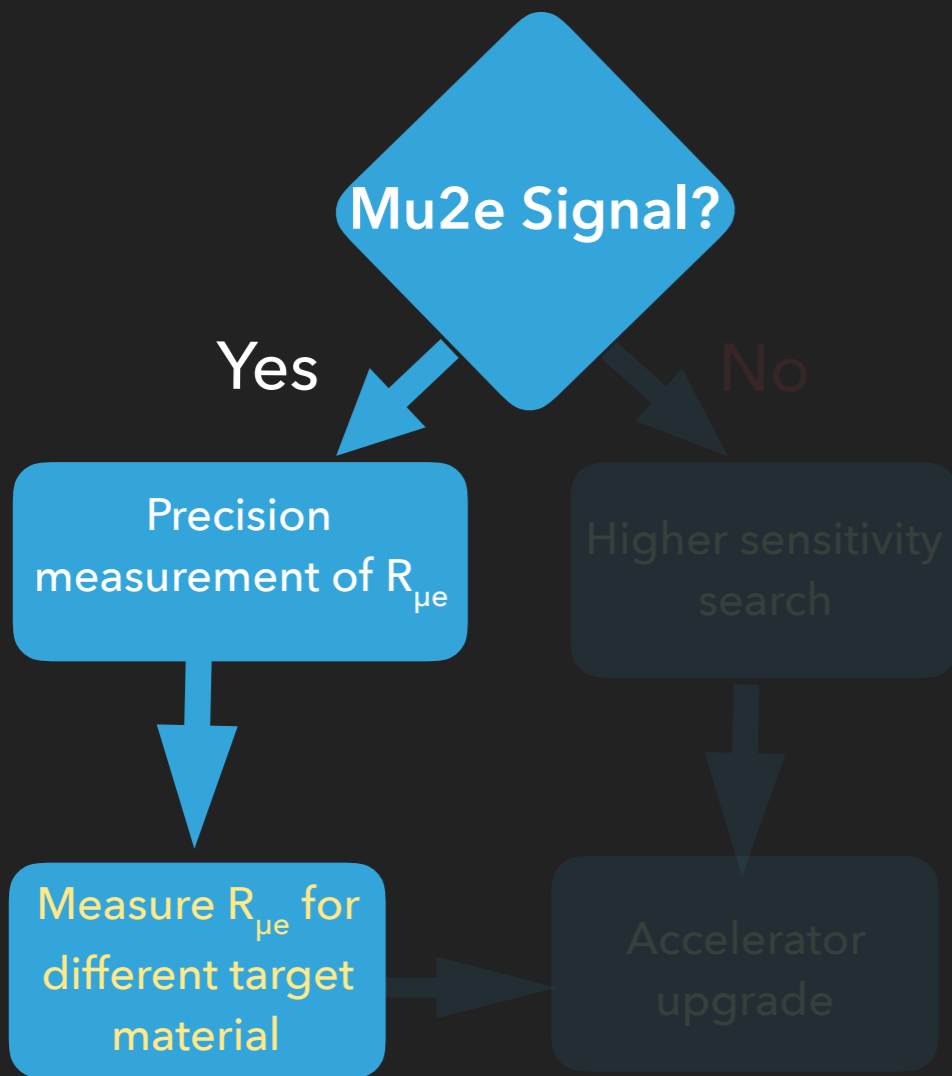 Mu2e Signal?
Yes
No
Precision
measurement of Rμe
Higher sensitivity
search
Measure Rμe for
different target
material
Accelerator
upgrade